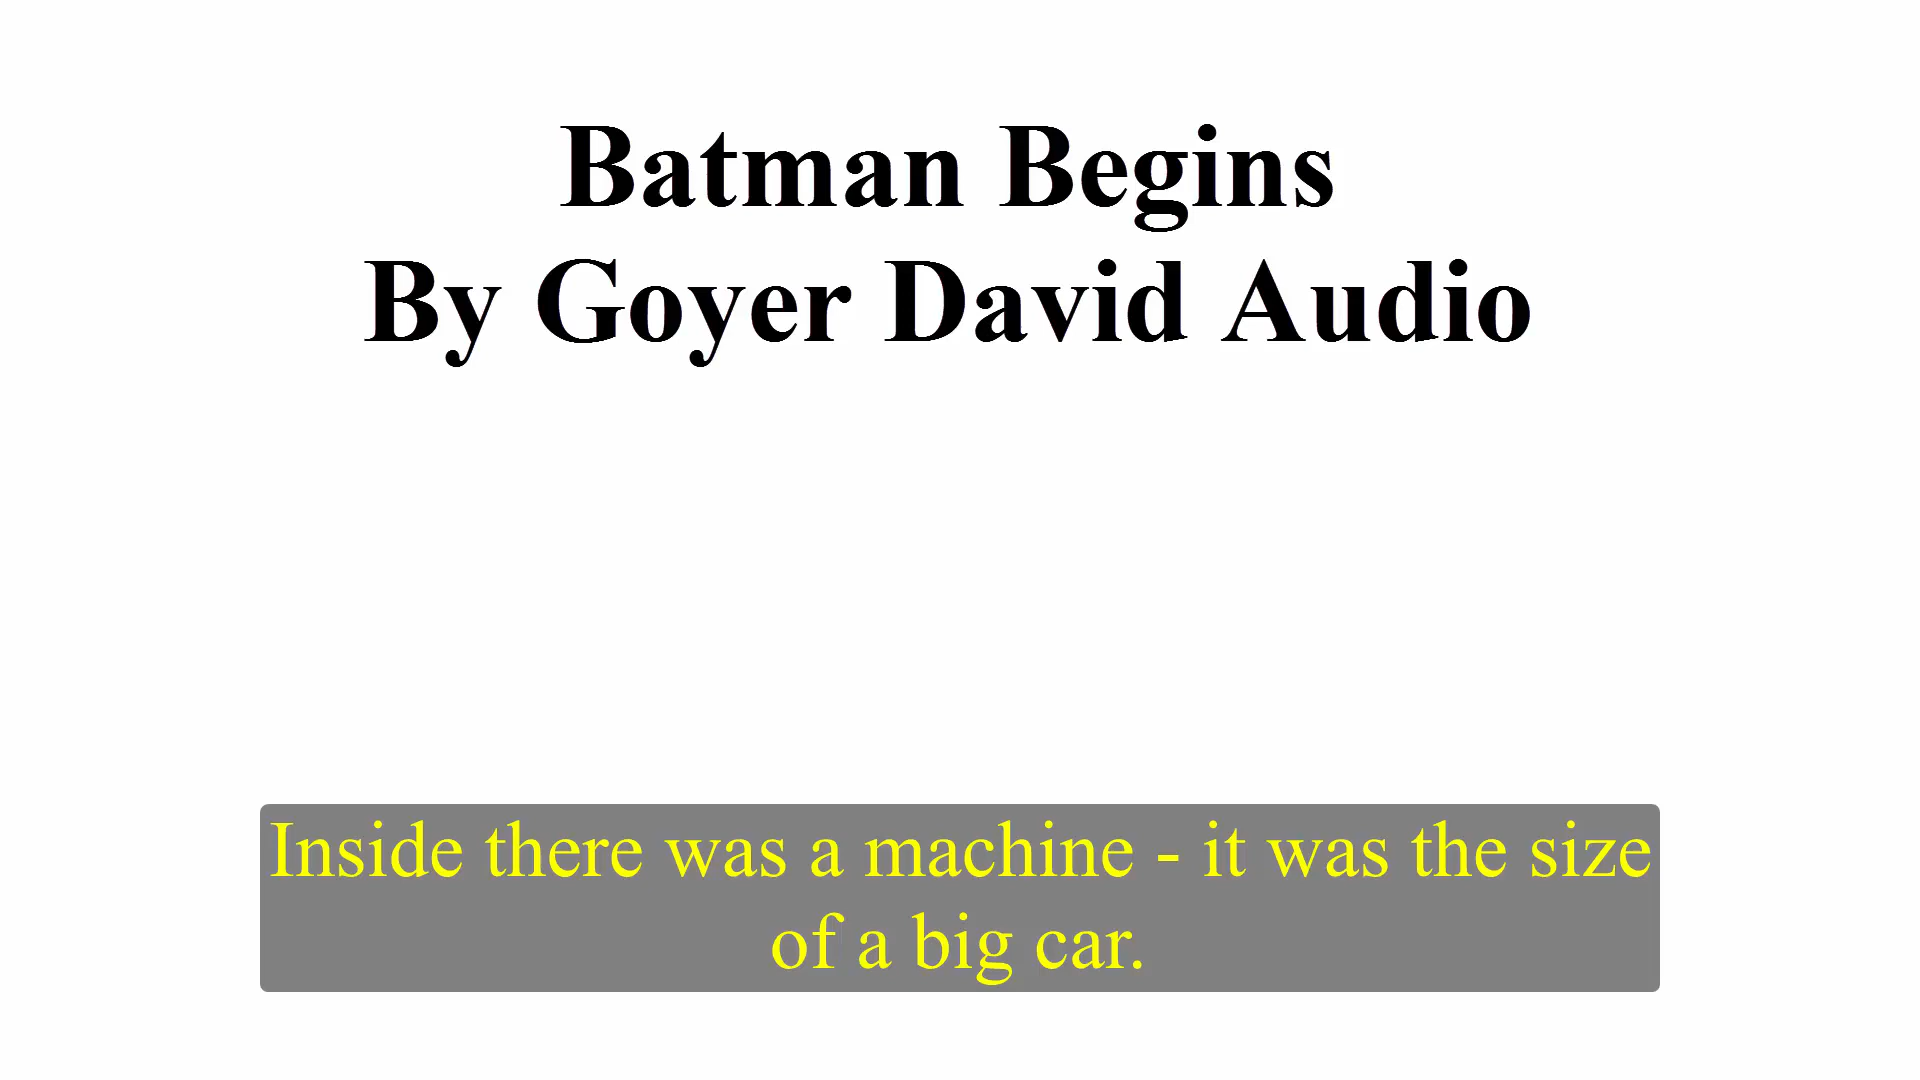 Batman Begins
By Goyer David Audio
Inside there was a machine - it was the size
of a big car.